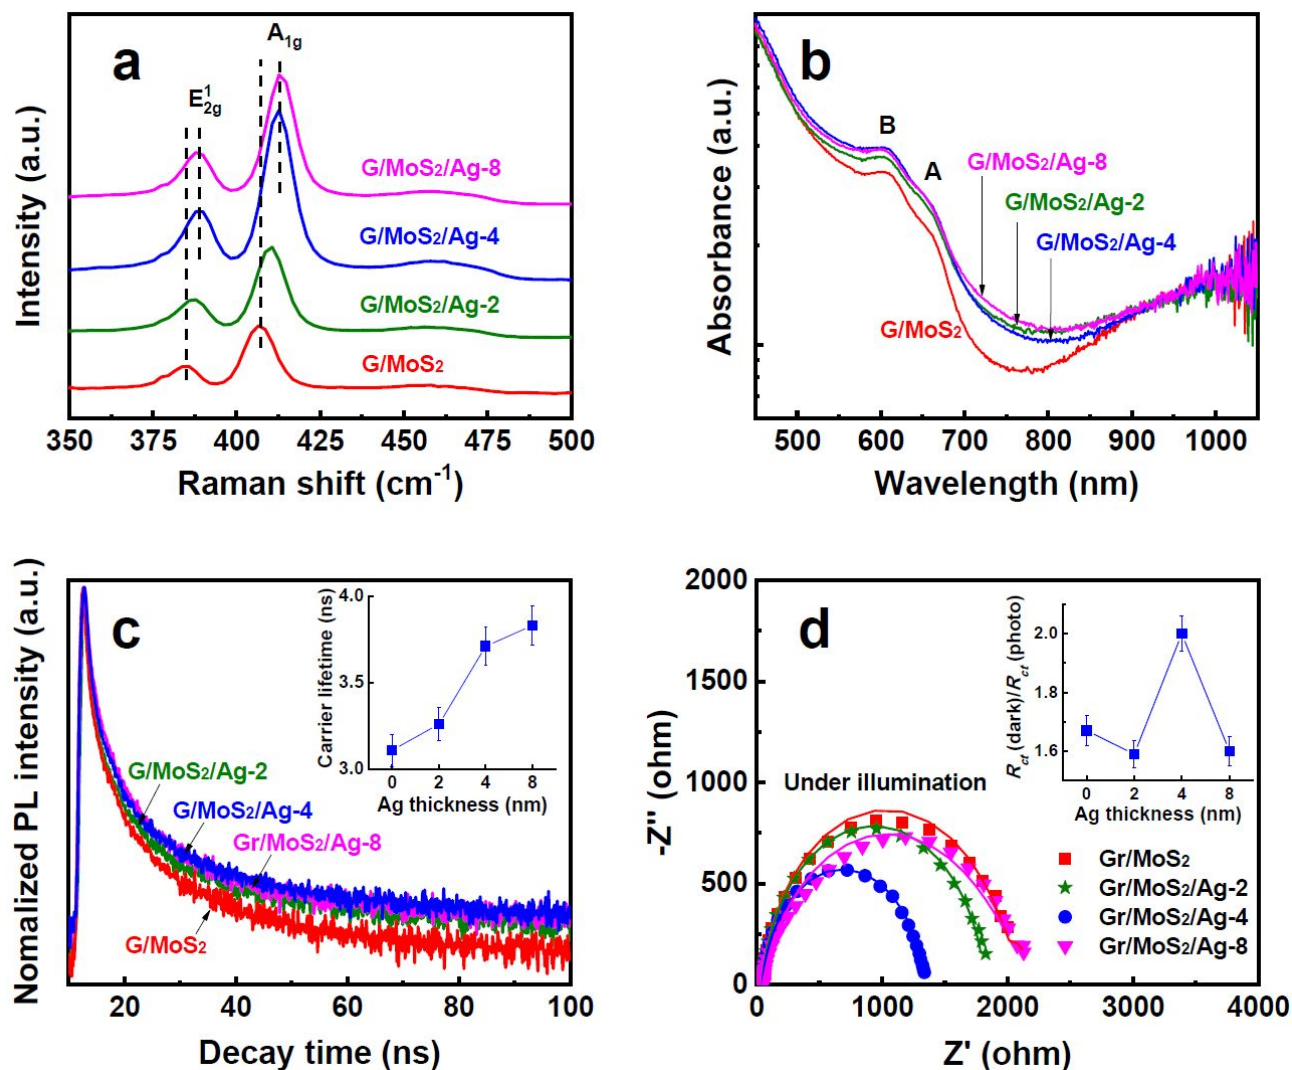 a
E¹₂g
A₁g
G/MoS₂/Ag-8
G/MoS₂/Ag-4
G/MoS₂/Ag-2
G/MoS₂
Intensity (a.u.)
350 375 400 425 450 475 500
Raman shift (cm⁻¹)
b
B
A
G/MoS₂/Ag-8
G/MoS₂/Ag-2
G/MoS₂/Ag-4
G/MoS₂
Absorbance (a.u.)
500 600 700 800 900 1000
Wavelength (nm)
c
Nomalized PL intensity (a.u.)
G/MoS₂/Ag-2
G/MoS₂/Ag-4
Gr/MoS₂/Ag-8
G/MoS₂
20 40 60 80 100
Decay time (ns)
Carrier lifetime (ns)
4.0
3.5
3.0
0 2 4 8
Ag thickness (nm)
d
-Z" (ohm)
2000
1500
1000
500
0
0 1000 2000 3000 4000
Z' (ohm)
Under illumination
Rct (dark)/Rct (photo)
2.0
1.8
1.6
0 2 4 8
Ag thickness (nm)
Gr/MoS₂
Gr/MoS₂/Ag-2
Gr/MoS₂/Ag-4
Gr/MoS₂/Ag-8